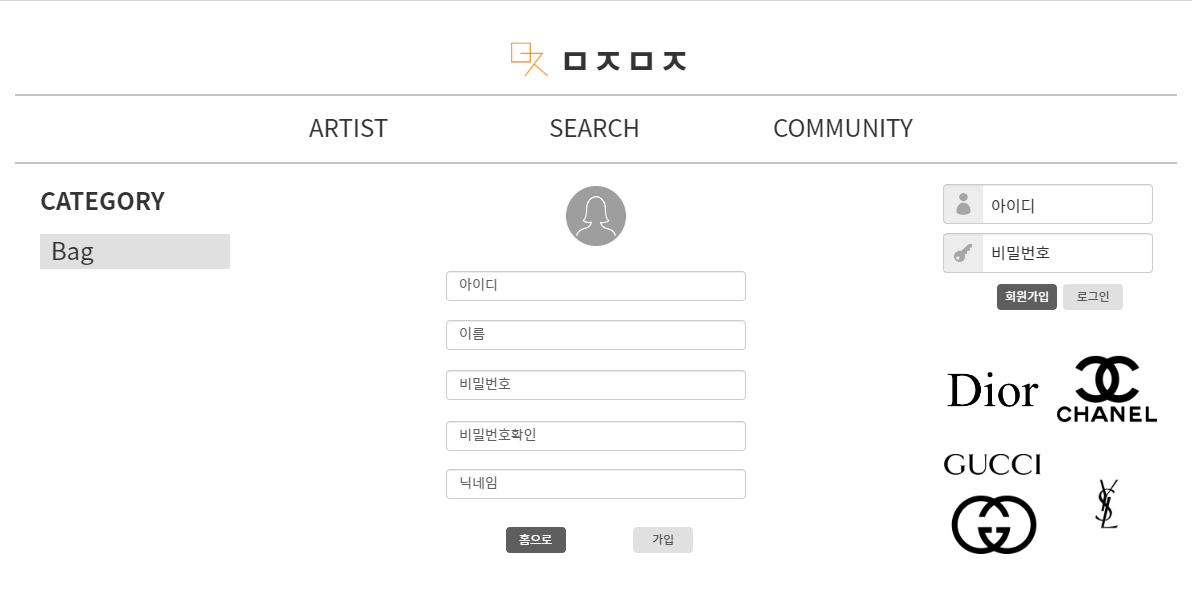 ㅁㅈㅁㅈ
ARTIST SEARCH COMMUNITY
CATEGORY
Bag
아이디
이름
비밀번호
비밀번호확인
닉네임
홈으로 가입
아이디
비밀번호
회원가입 로그인
Dior
CHANEL
GUCCI
YSL